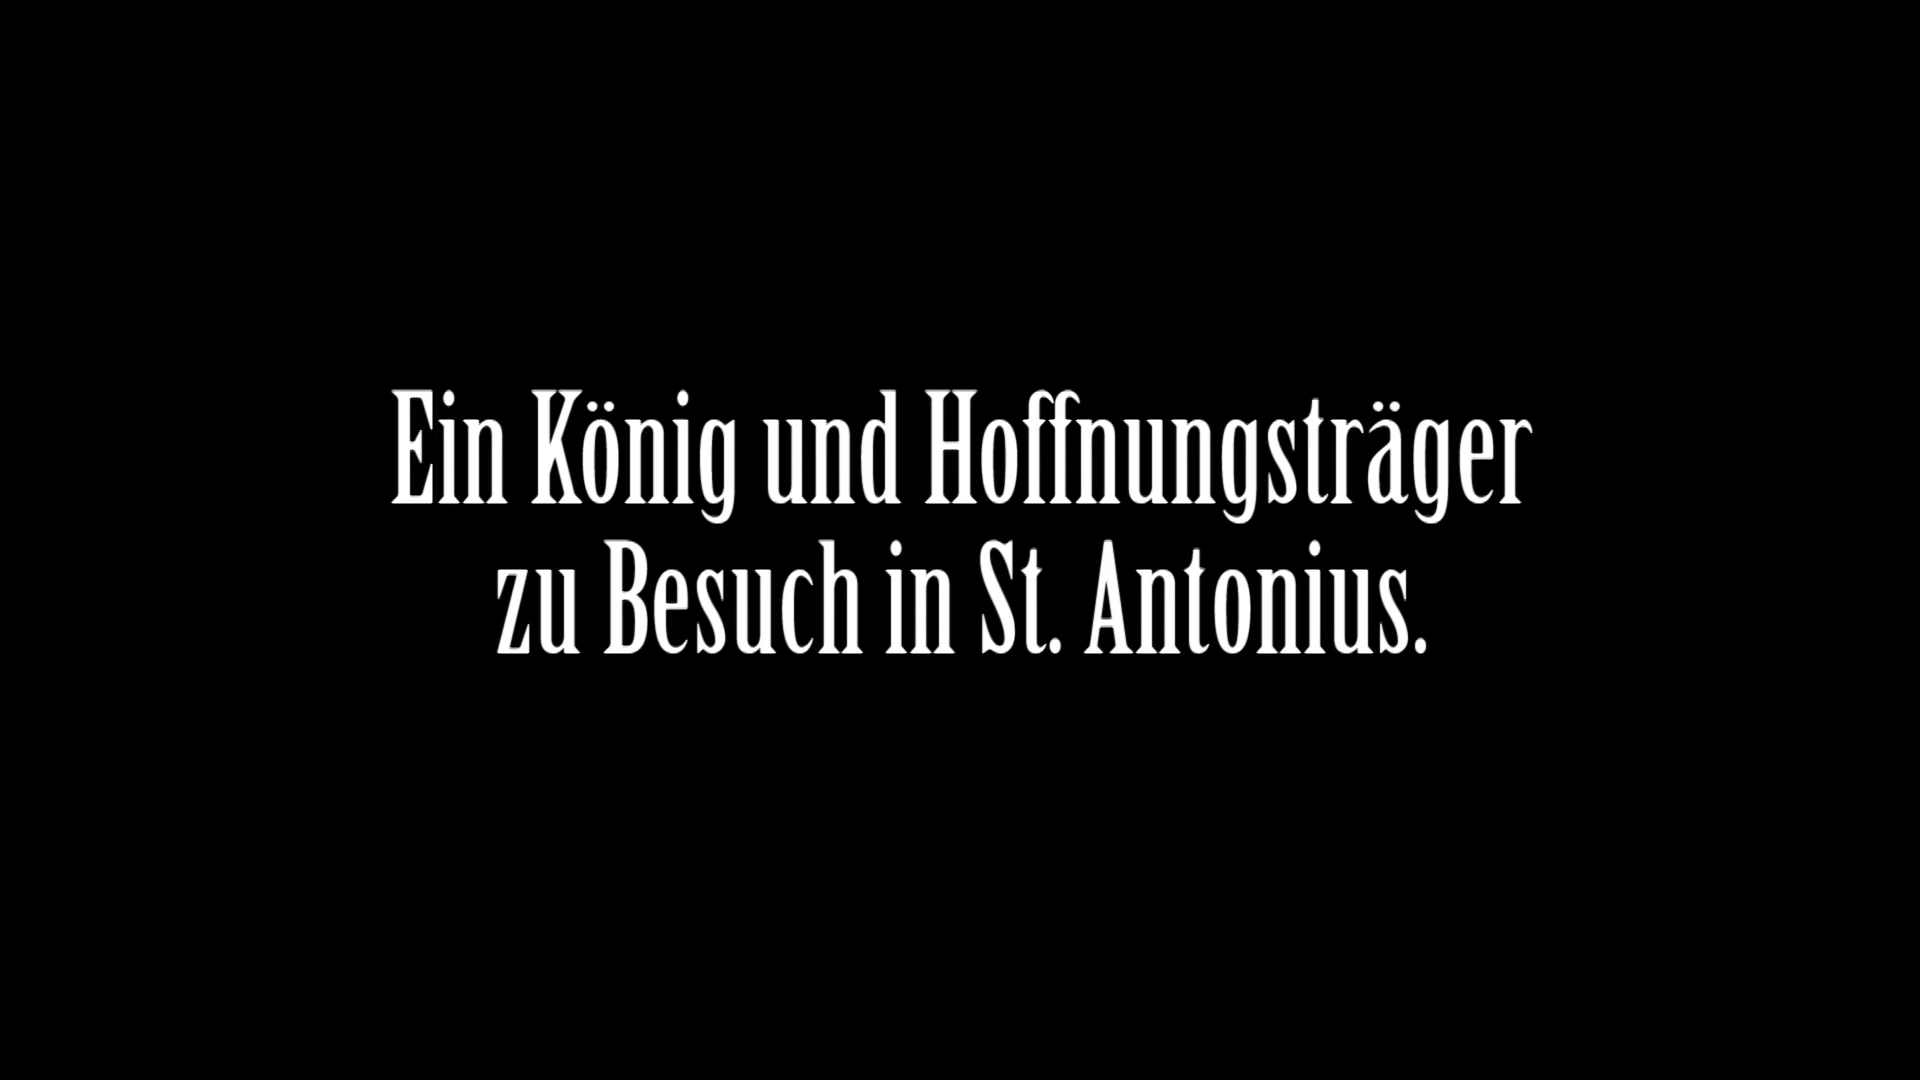 Ein König und Hoffnungsträger
zu Besuch in St. Antonius.